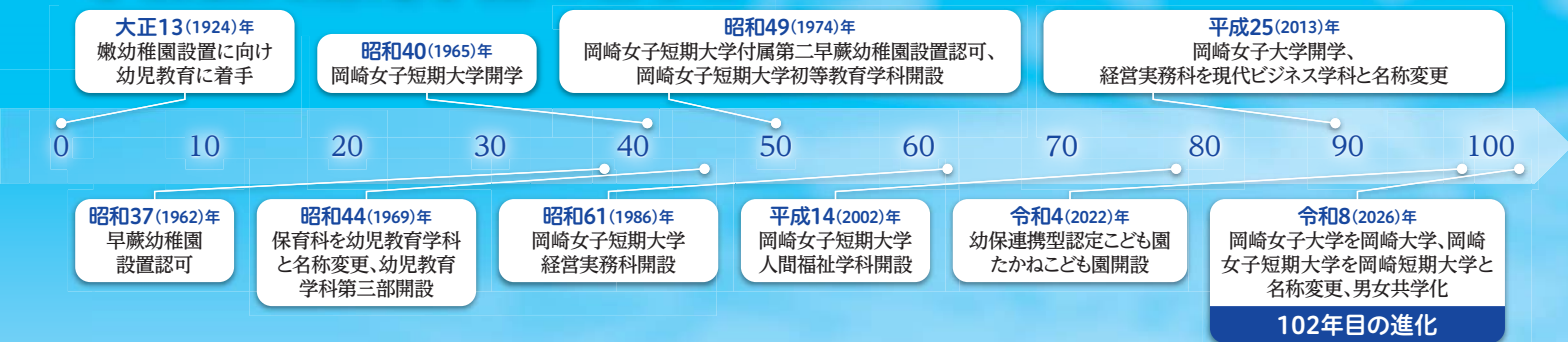 大正13(1924)年
嫩幼稚園設置に向け
幼児教育に着手
昭和40(1965)年
岡崎女子短期大学開学
昭和49(1974)年
岡崎女子短期大学付属第二早蕨幼稚園設置認可、
岡崎女子短期大学初等教育学科開設
平成25(2013)年
岡崎女子大学開学、
経営実務科を現代ビジネス学科と名称変更
0 10 20 30 40 50 60 70 80 90 100
昭和37(1962)年
早蕨幼稚園
設置認可
昭和44(1969)年
保育科を幼児教育学科
と名称変更、幼児教育
学科第三部開設
昭和61(1986)年
岡崎女子短期大学
経営実務科開設
平成14(2002)年
岡崎女子短期大学
人間福祉学科開設
令和4(2022)年
幼保連携型認定こども園
たかねこども園開設
令和8(2026)年
岡崎女子大学を岡崎大学、岡崎
女子短期大学を岡崎短期大学と
名称変更、男女共学化
102年目の進化